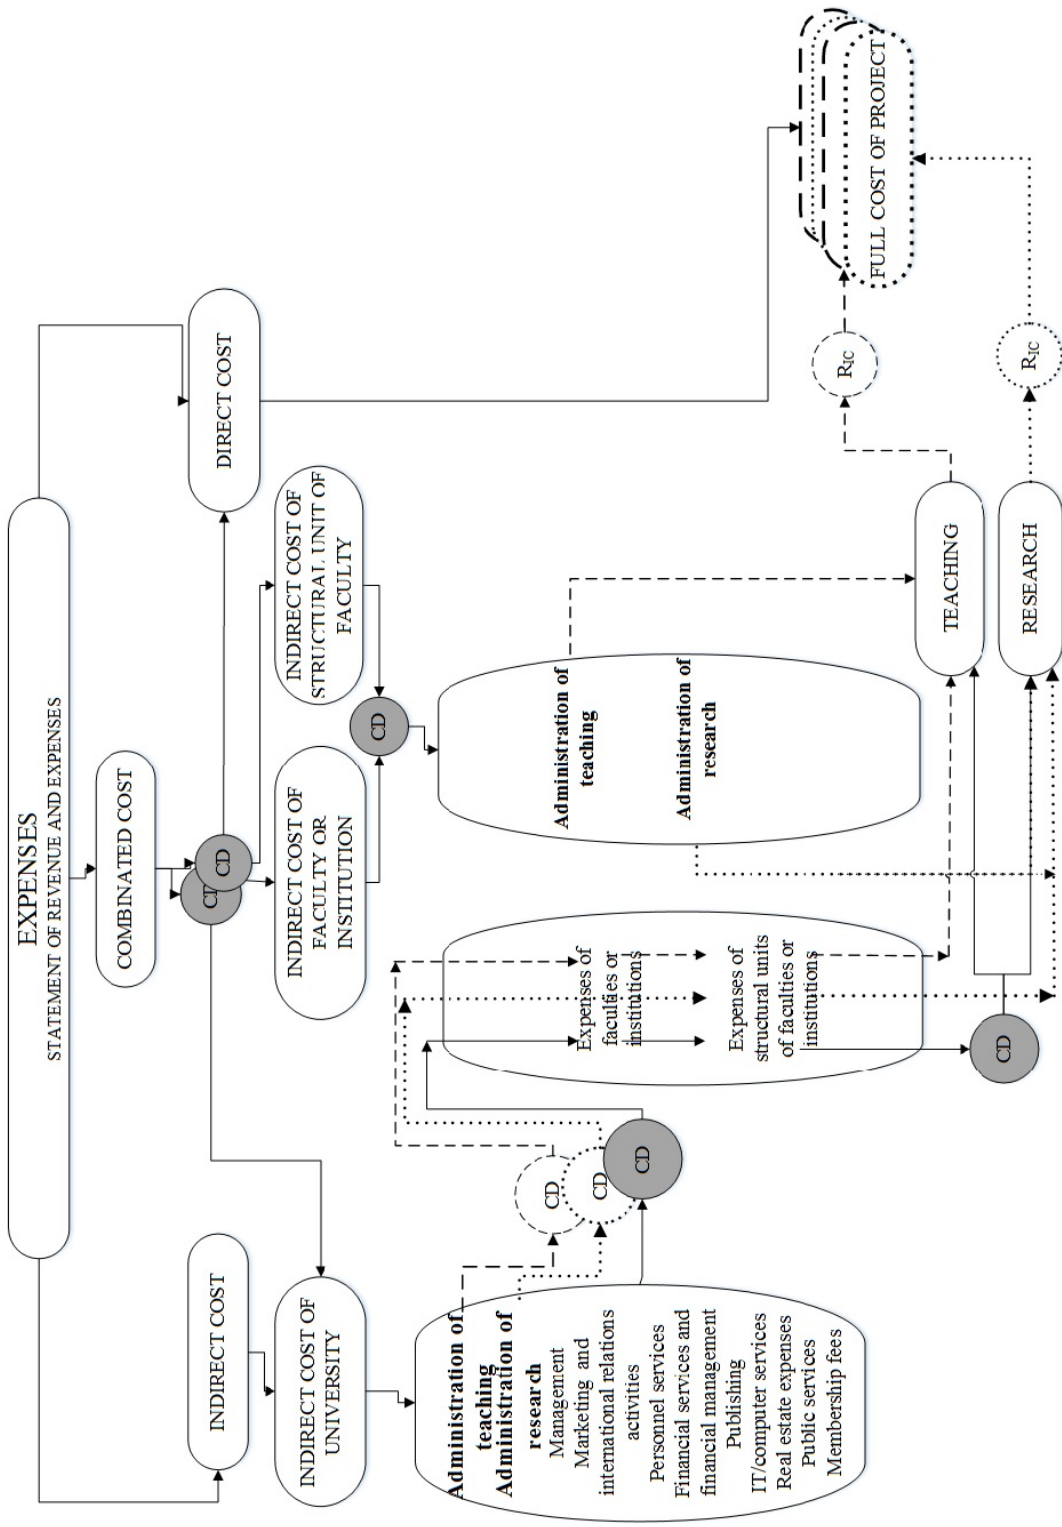 EXPENSES
STATEMENT OF REVENUE AND EXPENSES
COMBINATED COST
CD
CD
INDIRECT COST
DIRECT COST
INDIRECT COST OF
UNIVERSITY
INDIRECT COST OF
FACULTY OR
INSTITUTION
INDIRECT COST OF
STRUCTURAL UNIT OF
FACULTY
CD
Administration of
teaching
Administration of
research
Management
Marketing and
international relations
activities
Personnel services
Financial services and
financial management
Publishing
IT/computer services
Real estate expenses
Public services
Membership fees
CD
CD
CD
Expenses of
faculties or
institutions
Expenses of
structural units
of faculties or
institutions
Administration of
teaching
Administration of
research
CD
TEACHING
RESEARCH
RIC
RIC
FULL COST OF PROJECT